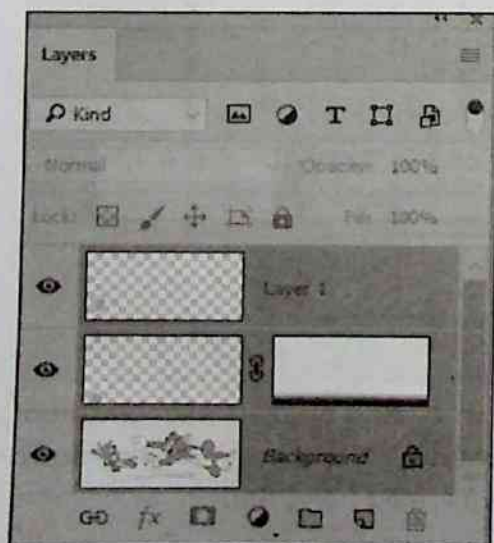 Layers
Kind T
Normal Opacity: 100%
Lock: Fill: 100%
Layer 1
Background
fx